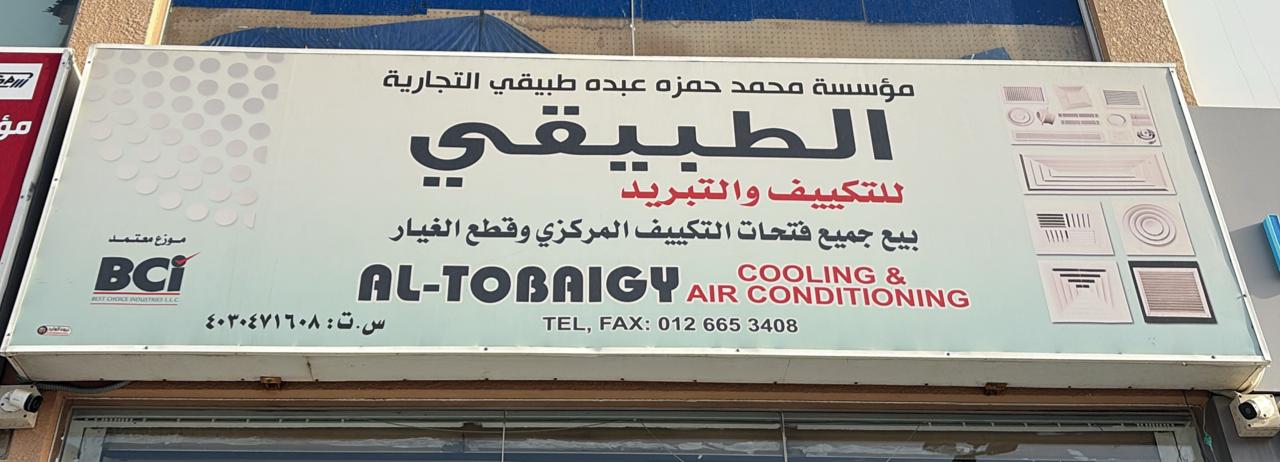 مؤسسة محمد حمزه عبده طبيقي التجارية
الطبيقي
للتكييف والتبريد
بيع جميع فتحات التكييف المركزي وقطع الغيار
AL-TOBAIGY COOLING &
AIR CONDITIONING
TEL, FAX: 012 665 3408
موزع معتمد
BCi
BEST CHOICE INDUSTRIES L.L.C
س.ت: ٤٠٣٠٤٧١٦٠٨
مؤ